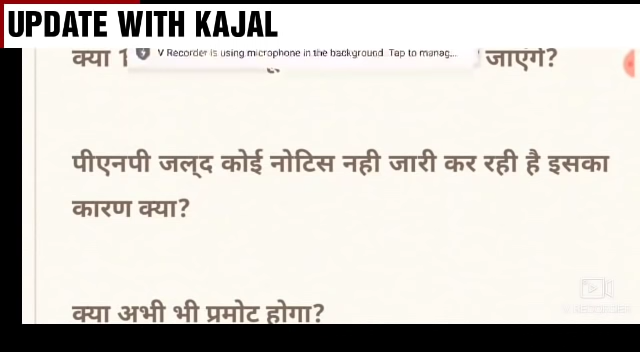 UPDATE WITH KAJAL
V Recorder is using microphone in the background. Tap to manag...
क्या 1 जाएंगे?
पीएनपी जल्द कोई नोटिस नही जारी कर रही है इसका
कारण क्या?
क्या अभी भी प्रमोट होगा?